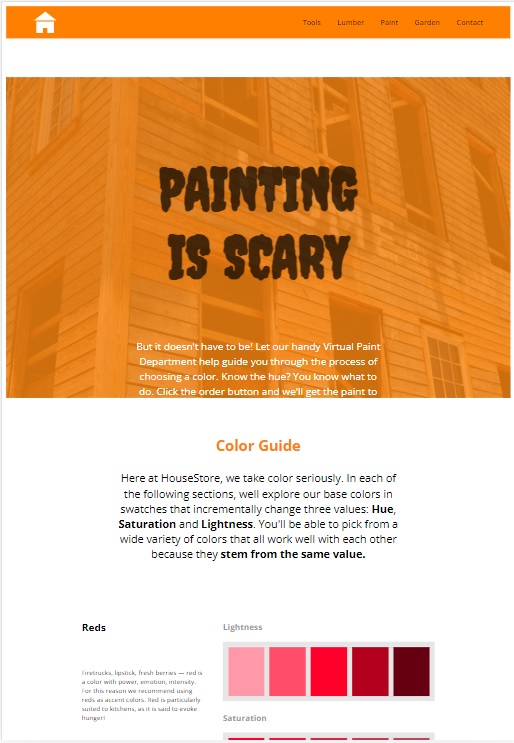 Tools Lumber Paint Garden Contact
PAINTING
IS SCARY
But it doesn't have to be! Let our handy Virtual Paint
Department help guide you through the process of
choosing a color. Know the hue? You know what to
do. Click the order button and we'll get the paint to
Color Guide
Here at HouseStore, we take color seriously. In each of
the following sections, well explore our base colors in
swatches that incrementally change three values: Hue,
Saturation and Lightness. You'll be able to pick from a
wide variety of colors that all work well with each other
because they stem from the same value.
Reds
Firetrucks, lipstick, fresh berries — red is
a color with power, emotion, intensity.
For this reason we recommend using
reds as accent colors. Red is particularly
suited to kitchens, as it is said to evoke
hunger!
Lightness
Saturation